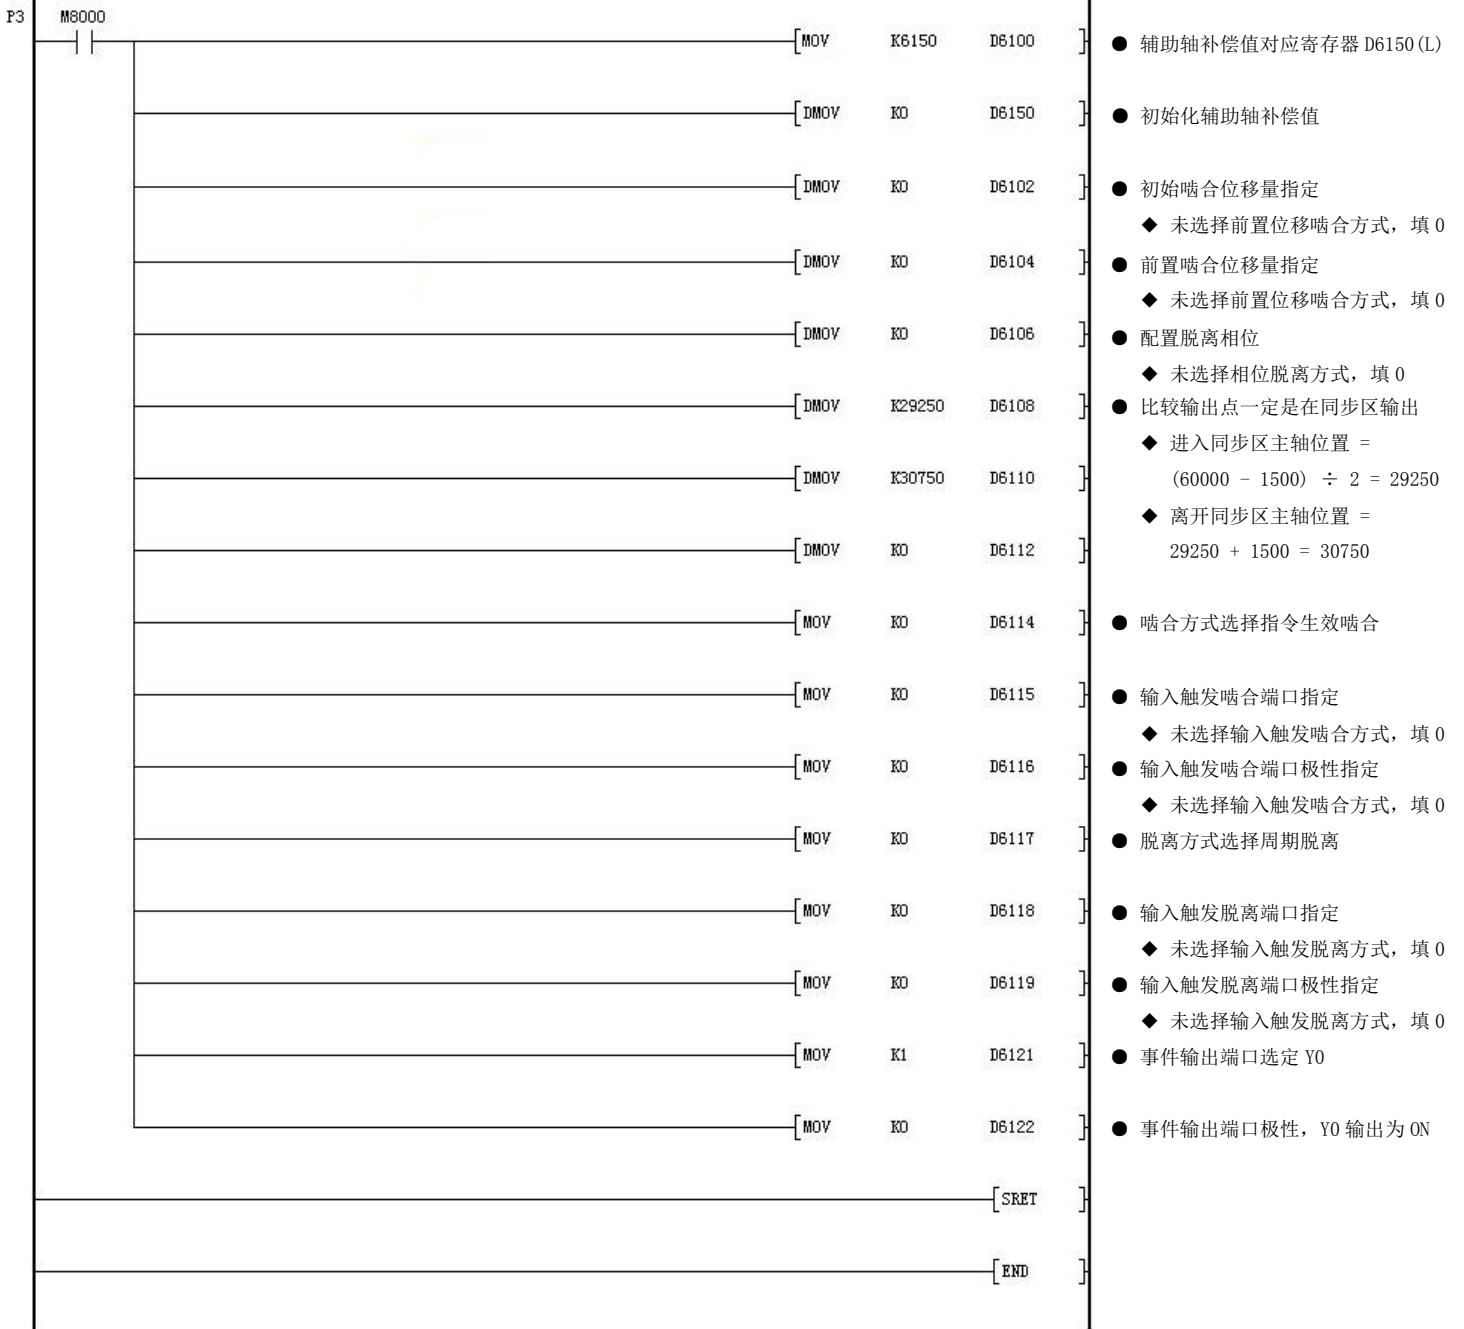 P3 M8000
MOV K6150 D6100 ● 辅助轴补偿值对应寄存器 D6150(L)
DMOV K0 D6150 ● 初始化辅助轴补偿值
DMOV K0 D6102 ● 初始啮合位移量指定
◆ 未选择前置位移啮合方式，填 0
DMOV K0 D6104 ● 前置啮合位移量指定
◆ 未选择前置位移啮合方式，填 0
DMOV K0 D6106 ● 配置脱离相位
◆ 未选择相位脱离方式，填 0
DMOV K29250 D6108 ● 比较输出点一定是在同步区输出
◆ 进入同步区主轴位置 =
DMOV K30750 D6110 (60000 - 1500) ÷ 2 = 29250
◆ 离开同步区主轴位置 =
DMOV K0 D6112 29250 + 1500 = 30750
MOV K0 D6114 ● 啮合方式选择指令生效啮合
MOV K0 D6115 ● 输入触发啮合端口指定
◆ 未选择输入触发啮合方式，填 0
MOV K0 D6116 ● 输入触发啮合端口极性指定
◆ 未选择输入触发啮合方式，填 0
MOV K0 D6117 ● 脱离方式选择周期脱离
MOV K0 D6118 ● 输入触发脱离端口指定
◆ 未选择输入触发脱离方式，填 0
MOV K0 D6119 ● 输入触发脱离端口极性指定
◆ 未选择输入触发脱离方式，填 0
MOV K1 D6121 ● 事件输出端口选定 Y0
MOV K0 D6122 ● 事件输出端口极性，Y0 输出为 ON
SRET
END